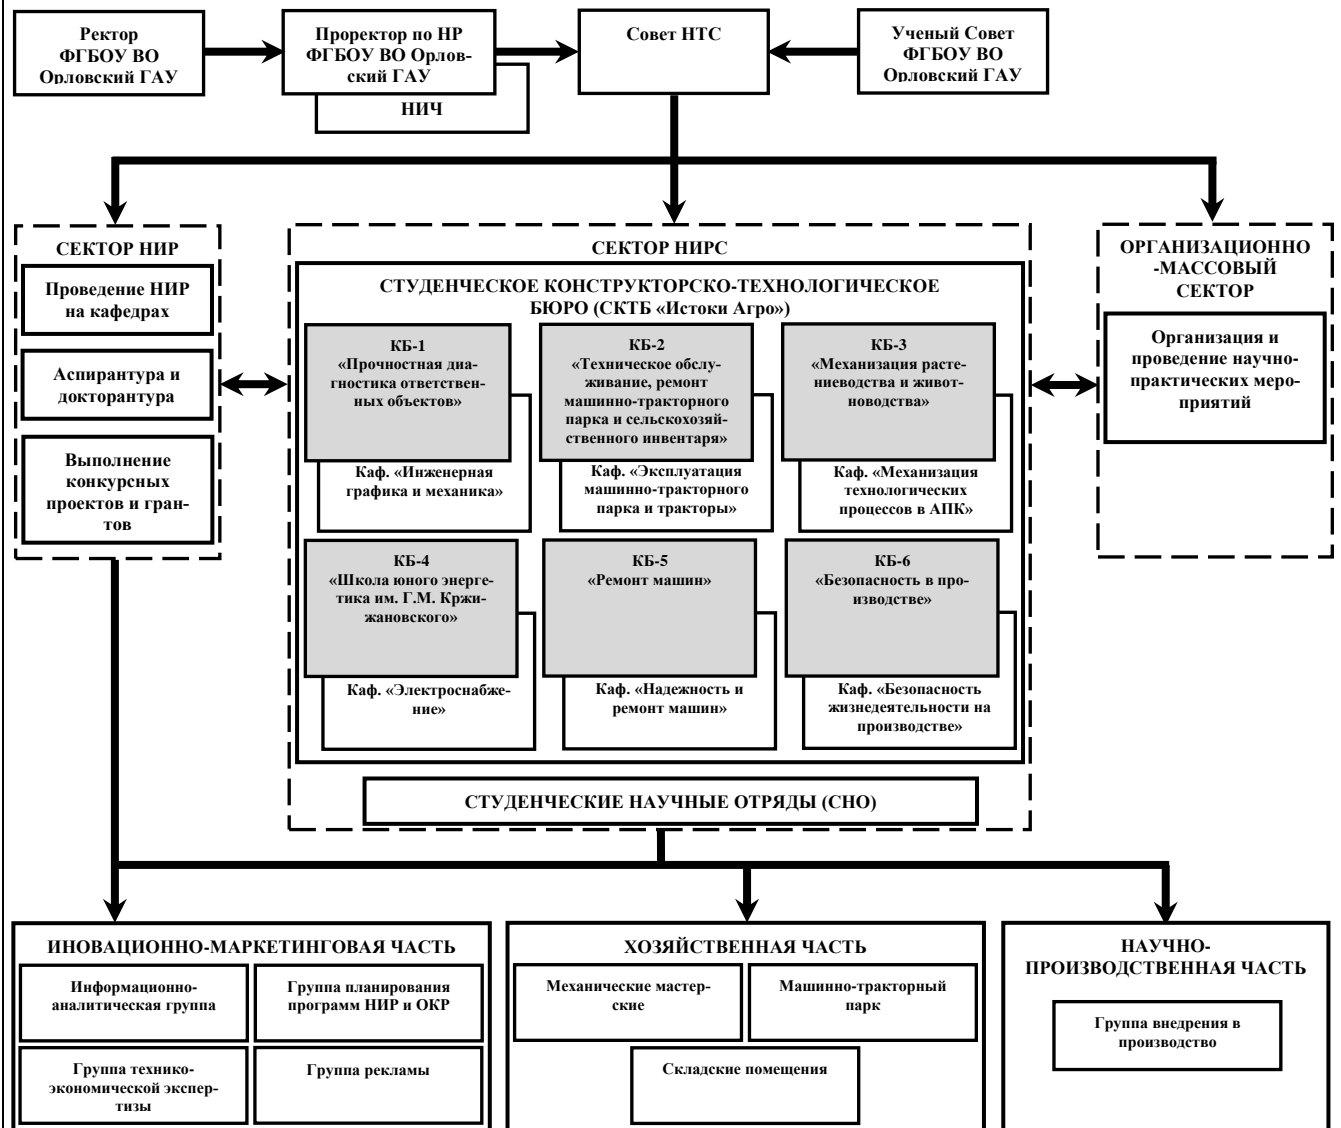 Ректор
ФГБОУ ВО
Орловский ГАУ
Проректор по НР
ФГБОУ ВО Орлов-
ский ГАУ
НИЧ
Совет НТС
Ученый Совет
ФГБОУ ВО
Орловский ГАУ
СЕКТОР НИР
Проведение НИР
на кафедрах
Аспирантура и
докторантура
Выполнение
конкурсных
проектов и гран-
тов
СЕКТОР НИРС
СТУДЕНЧЕСКОЕ КОНСТРУКТОРСКО-ТЕХНОЛОГИЧЕСКОЕ
БЮРО (СКТБ «Истоки Агро»)
КБ-1
«Прочностная диа-
гностика ответствен-
ных объектов»
Каф. «Инженерная
графика и механика»
КБ-2
«Техническое обслу-
живание, ремонт
машинно-тракторного
парка и сельскохозяй-
ственного инвентаря»
Каф. «Эксплуатация
машинно-тракторного
парка и тракторы»
КБ-3
«Механизация расте-
ниеводства и живот-
новодства»
Каф. «Механизация
технологических
процессов в АПК»
КБ-4
«Школа юного энерге-
тика им. Г.М. Кржи-
жановского»
Каф. «Электроснабже-
ние»
КБ-5
«Ремонт машин»
Каф. «Надежность и
ремонт машин»
КБ-6
«Безопасность в про-
изводстве»
Каф. «Безопасность
жизнедеятельности на
производстве»
СТУДЕНЧЕСКИЕ НАУЧНЫЕ ОТРЯДЫ (СНО)
ОРГАНИЗАЦИОННО
-МАССОВЫЙ
СЕКТОР
Организация и
проведение научно-
практических меро-
приятий
ИНОВАЦИОННО-МАРКЕТИНГОВАЯ ЧАСТЬ
Информационно-
аналитическая группа
Группа планирования
программ НИР и ОКР
Группа технико-
экономической экспер-
тизы
Группа рекламы
ХОЗЯЙСТВЕННАЯ ЧАСТЬ
Механические мастер-
ские
Машинно-тракторный
парк
Складские помещения
НАУЧНО-
ПРОИЗВОДСТВЕННАЯ ЧАСТЬ
Группа внедрения в
производство